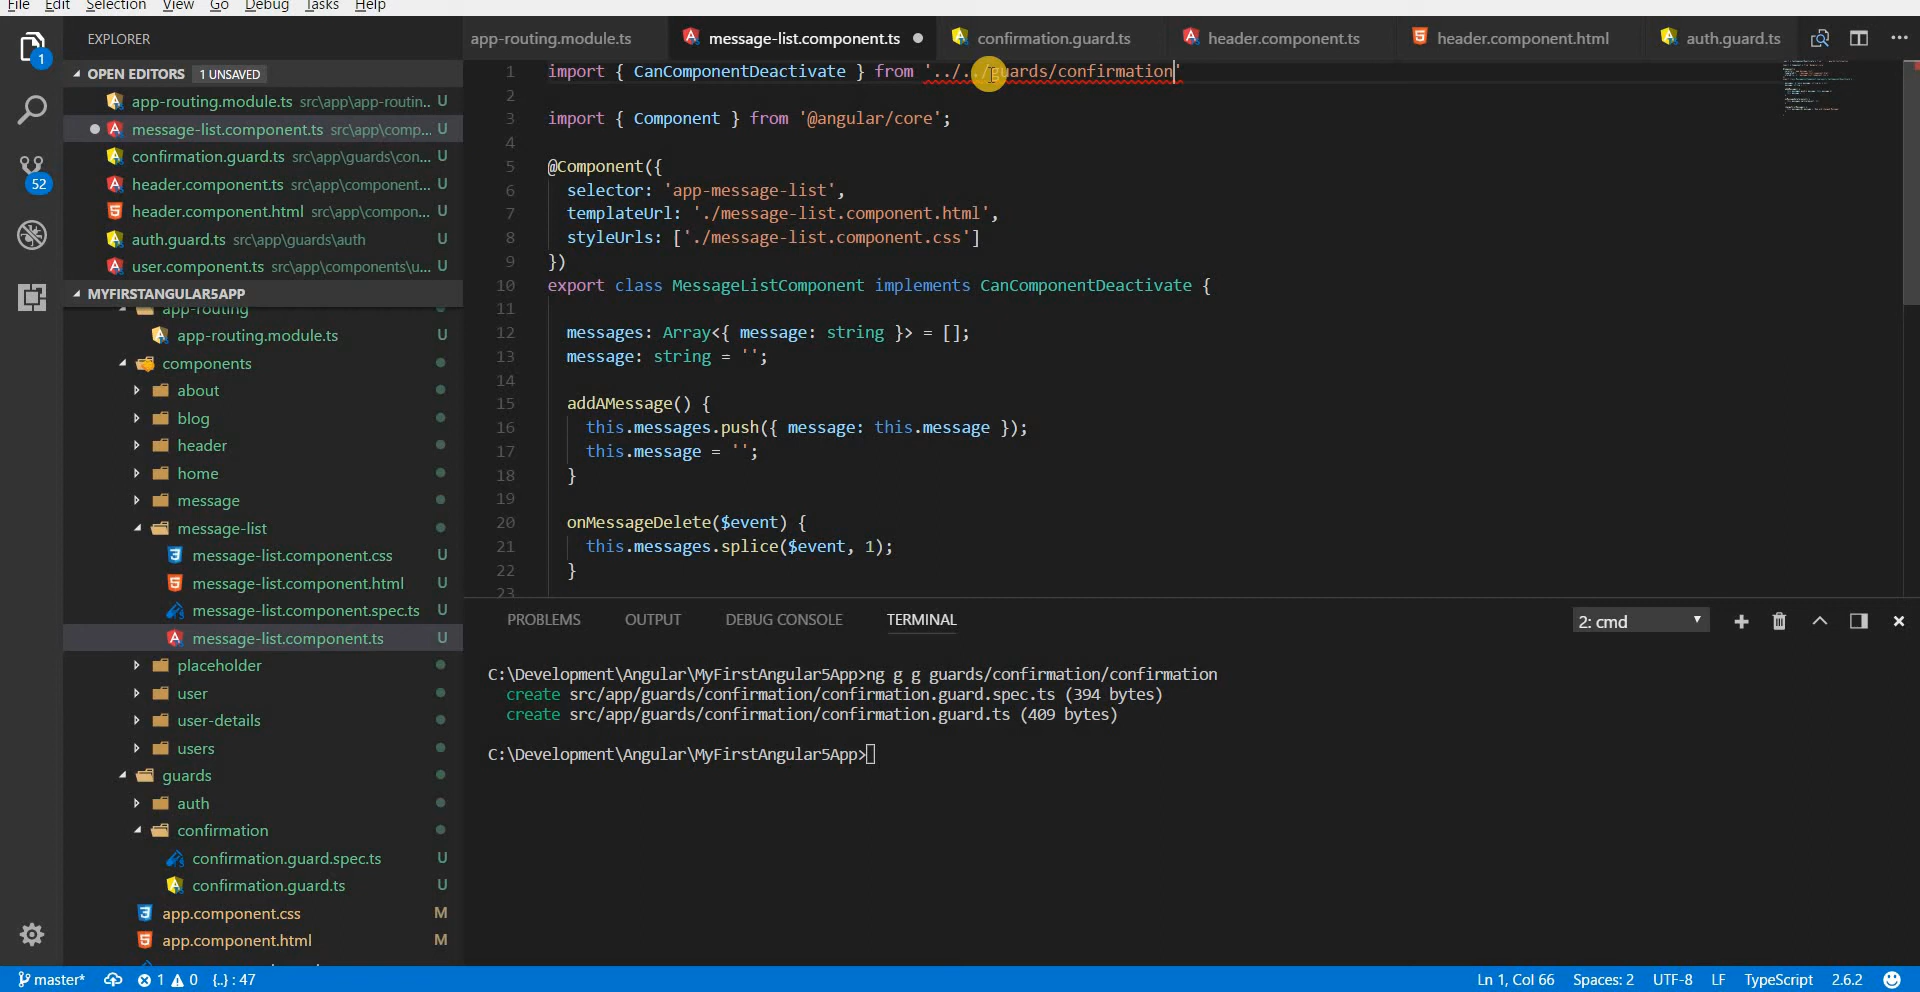 File Edit Selection View Go Debug Tasks Help
EXPLORER
app-routing.module.ts message-list.component.ts confirmation.guard.ts header.component.ts header.component.html auth.guard.ts
OPEN EDITORS 1 UNSAVED
app-routing.module.ts src\app\app-routin... U
message-list.component.ts src\app\comp... U
confirmation.guard.ts src\app\guards\con... U
header.component.ts src\app\component... U
header.component.html src\app\compon... U
auth.guard.ts src\app\guards\auth U
user.component.ts src\app\components\u... U
MYFIRSTANGULAR5APP
app-routing
app-routing.module.ts U
components
about
blog
header
home
message
message-list
message-list.component.css U
message-list.component.html U
message-list.component.spec.ts U
message-list.component.ts U
placeholder
user
user-details
users
guards
auth
confirmation
confirmation.guard.spec.ts U
confirmation.guard.ts U
app.component.css M
app.component.html M
1
52
1 import { CanComponentDeactivate } from '../../guards/confirmation'
2
3 import { Component } from '@angular/core';
4
5 @Component({
6 selector: 'app-message-list',
7 templateUrl: './message-list.component.html',
8 styleUrls: ['./message-list.component.css']
9 })
10 export class MessageListComponent implements CanComponentDeactivate {
11
12 messages: Array<{ message: string }> = [];
13 message: string = '';
14
15 addAMessage() {
16 this.messages.push({ message: this.message });
17 this.message = '';
18 }
19
20 onMessageDelete($event) {
21 this.messages.splice($event, 1);
22 }
23
PROBLEMS OUTPUT DEBUG CONSOLE TERMINAL 2: cmd
C:\Development\Angular\MyFirstAngular5App>ng g g guards/confirmation/confirmation
create src/app/guards/confirmation/confirmation.guard.spec.ts (394 bytes)
create src/app/guards/confirmation/confirmation.guard.ts (409 bytes)
C:\Development\Angular\MyFirstAngular5App>
master* 1 0 {..} : 47 Ln 1, Col 66 Spaces: 2 UTF-8 LF TypeScript 2.6.2